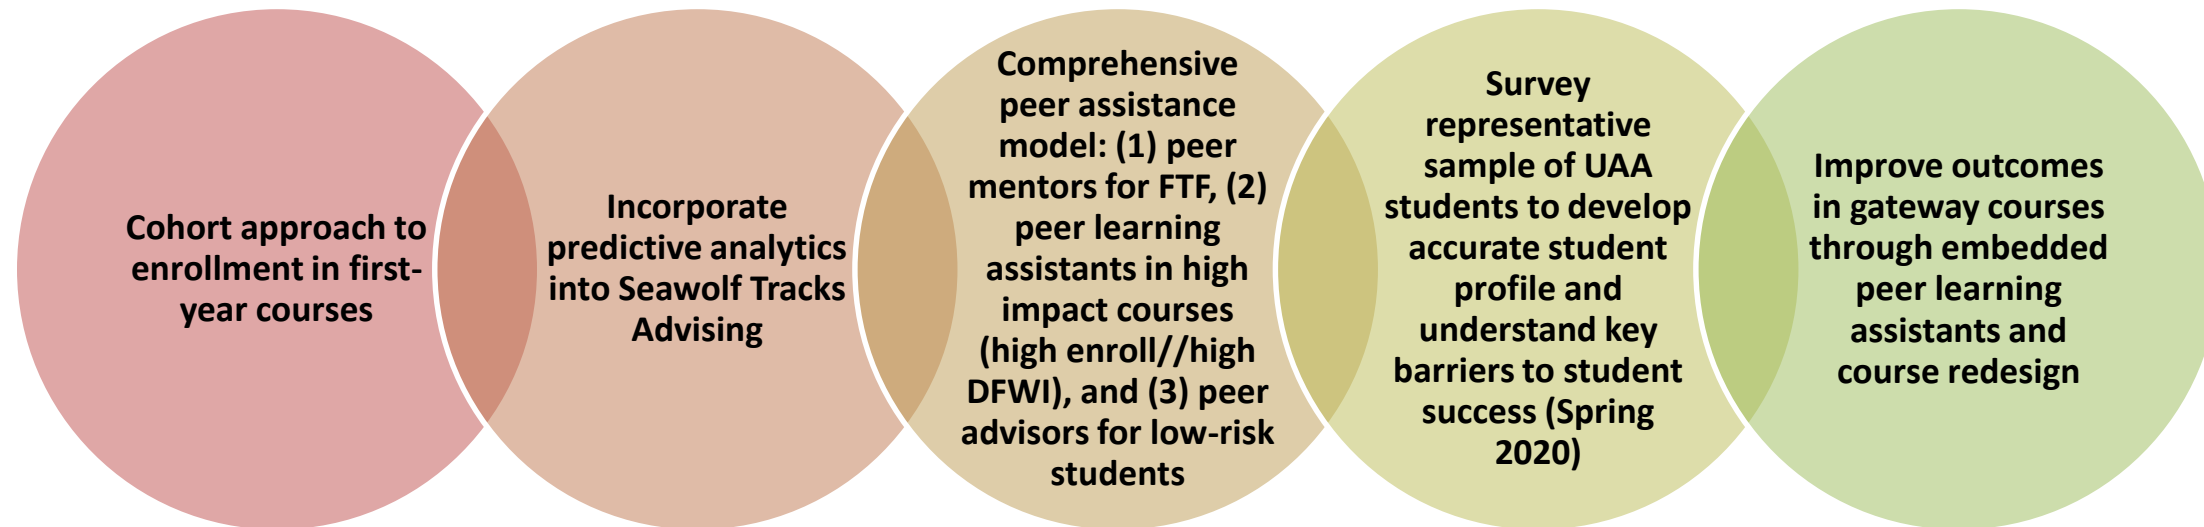 Cohort approach to
enrollment in first-
year courses
Incorporate
predictive analytics
into Seawolf Tracks
Advising
Comprehensive
peer assistance
model: (1) peer
mentors for FTF, (2)
peer learning
assistants in high
impact courses
(high enroll//high
DFWI), and (3) peer
advisors for low-risk
students
Survey
representative
sample of UAA
students to develop
accurate student
profile and
understand key
barriers to student
success (Spring
2020)
Improve outcomes
in gateway courses
through embedded
peer learning
assistants and
course redesign